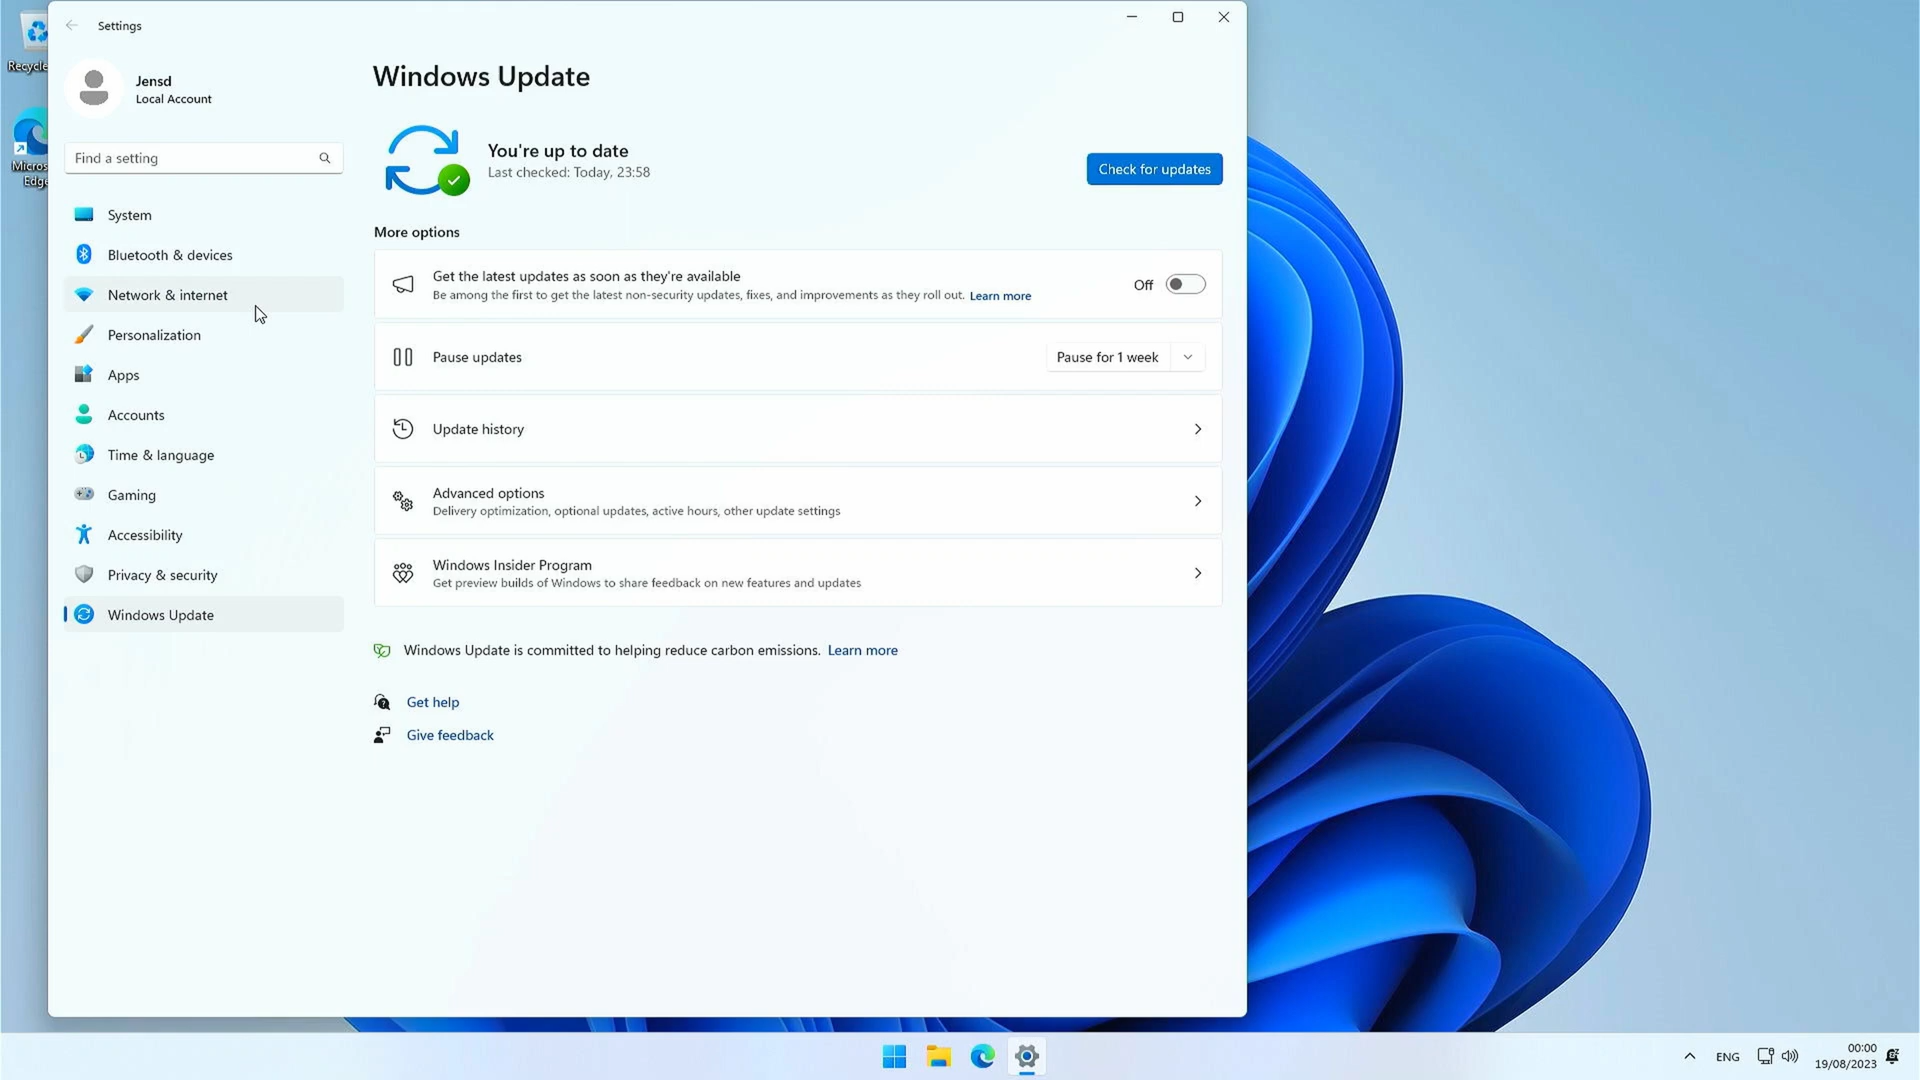 Settings
Recycle
Micros
Edge
Jensd
Local Account
Find a setting
System
Bluetooth & devices
Network & internet
Personalization
Apps
Accounts
Time & language
Gaming
Accessibility
Privacy & security
Windows Update
Windows Update
You're up to date
Last checked: Today, 23:58
Check for updates
More options
Get the latest updates as soon as they're available
Be among the first to get the latest non-security updates, fixes, and improvements as they roll out. Learn more
Off
Pause updates
Pause for 1 week
Update history
Advanced options
Delivery optimization, optional updates, active hours, other update settings
Windows Insider Program
Get preview builds of Windows to share feedback on new features and updates
Windows Update is committed to helping reduce carbon emissions. Learn more
Get help
Give feedback
ENG
00:00
19/08/2023